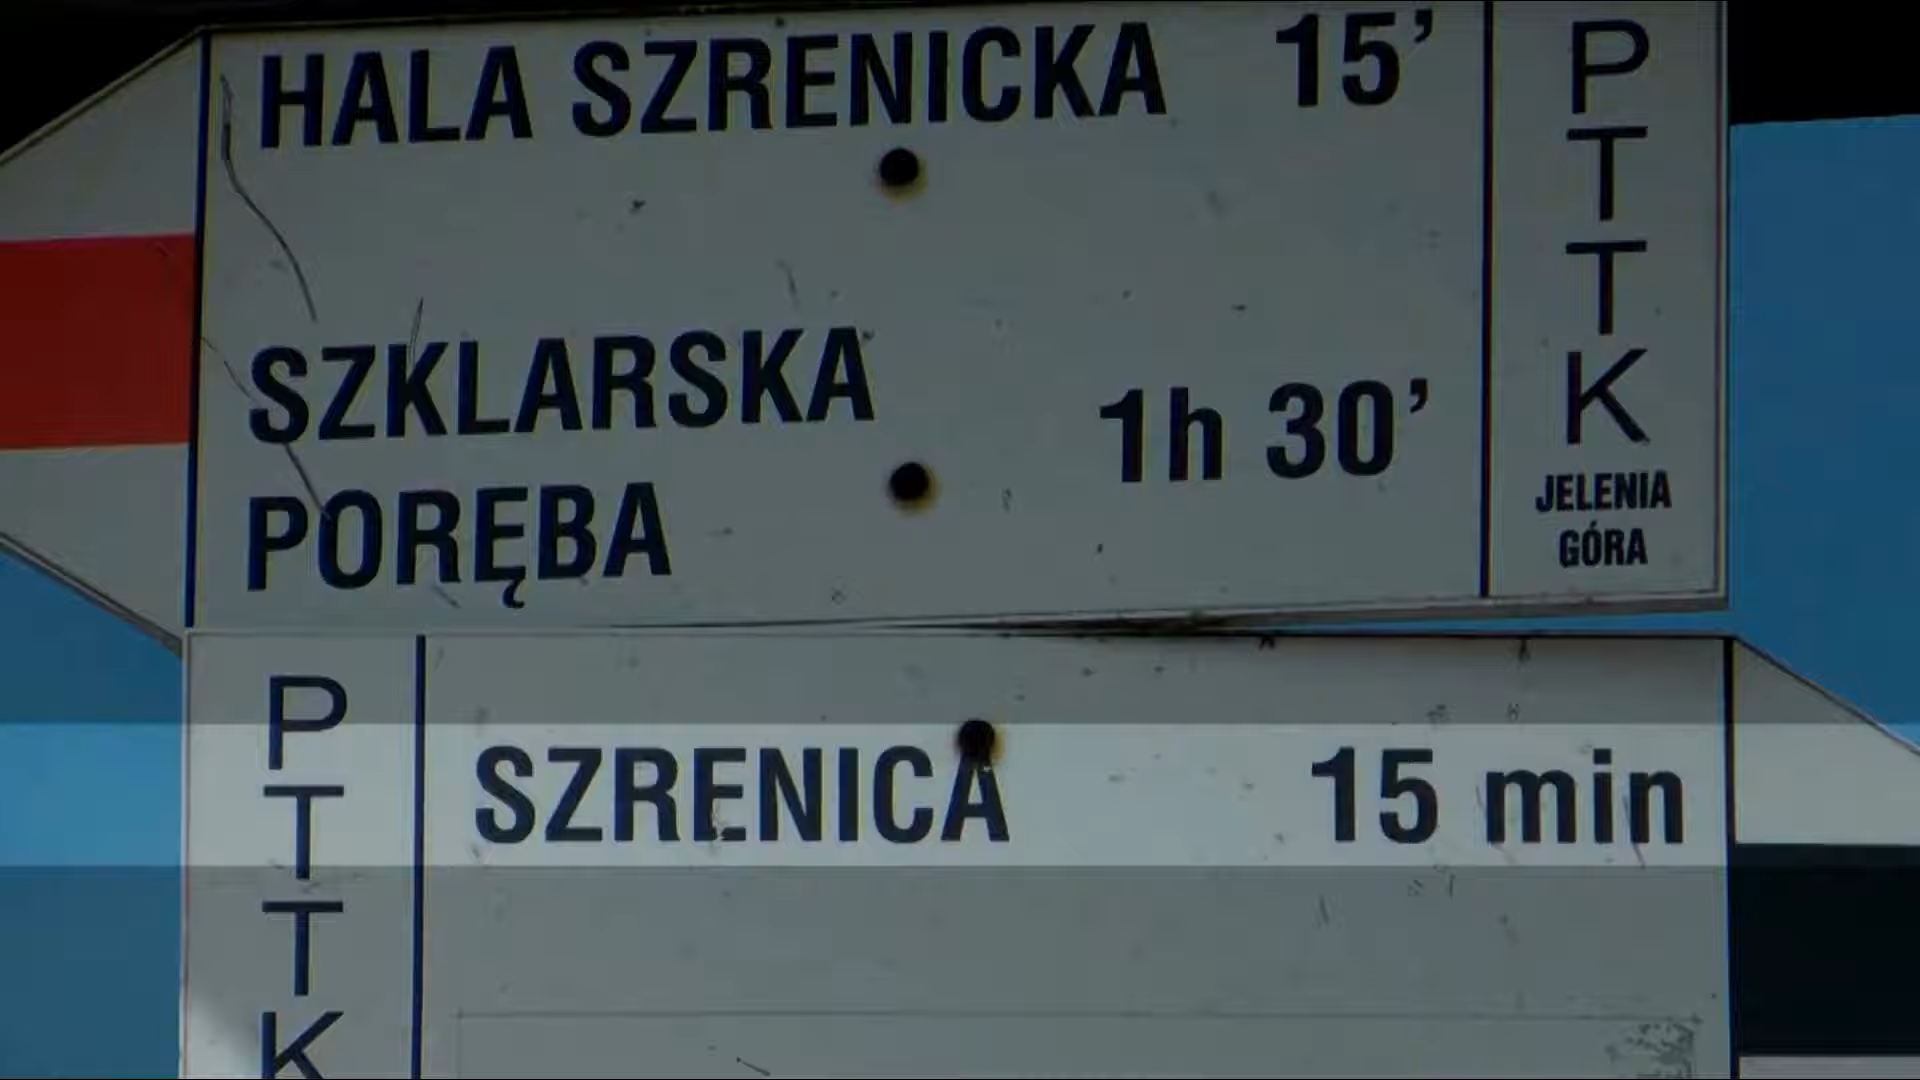 HALA SZRENICKA 15’
SZKLARSKA
PORĘBA
1h 30’
P
T
T
K
JELENIA
GÓRA
P
T
T
K
SZRENICA 15 min